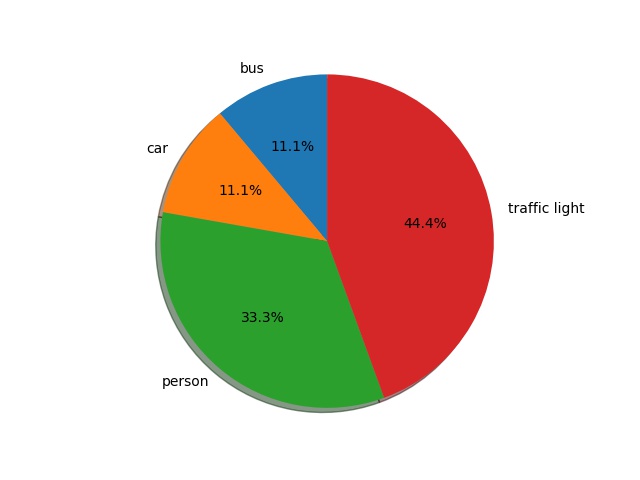 bus
11.1%
car
11.1%
traffic light
44.4%
33.3%
person